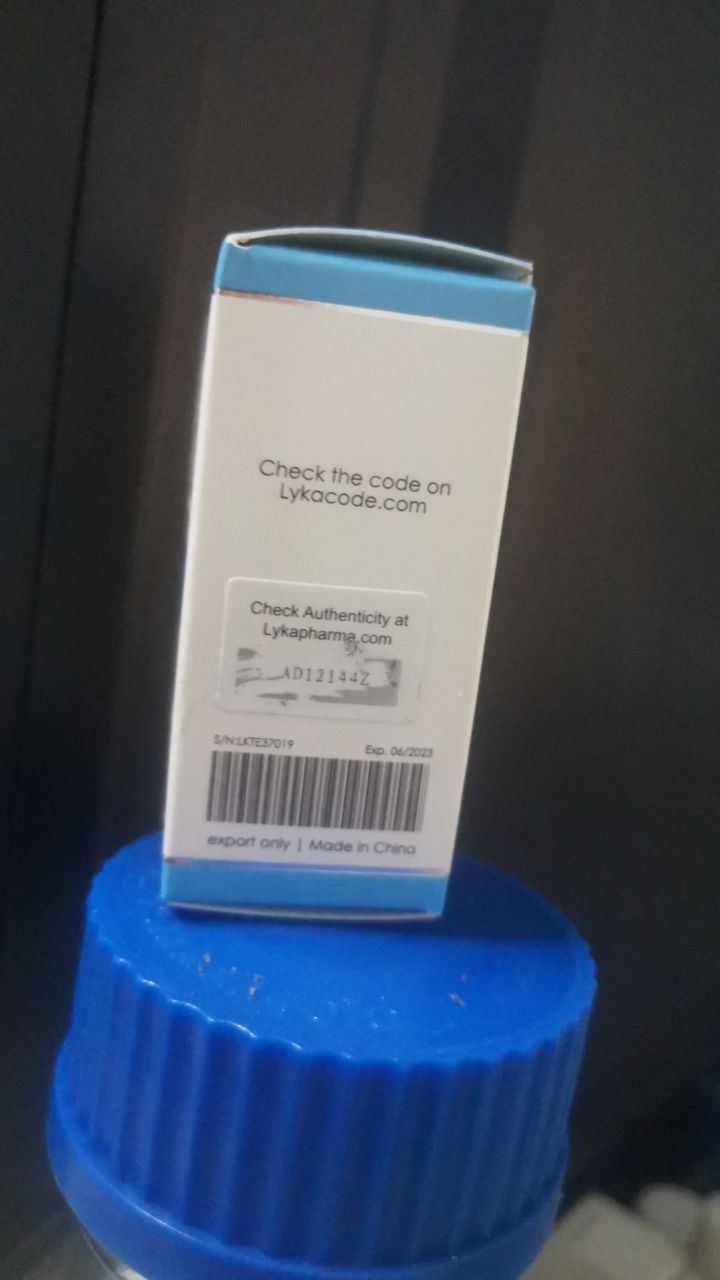 Check the code on
Lykacode.com
Check Authenticity at
Lykapharma.com
AD12144Z
S/N:LKTE37019 Exp. 06/2023
export only | Made in China